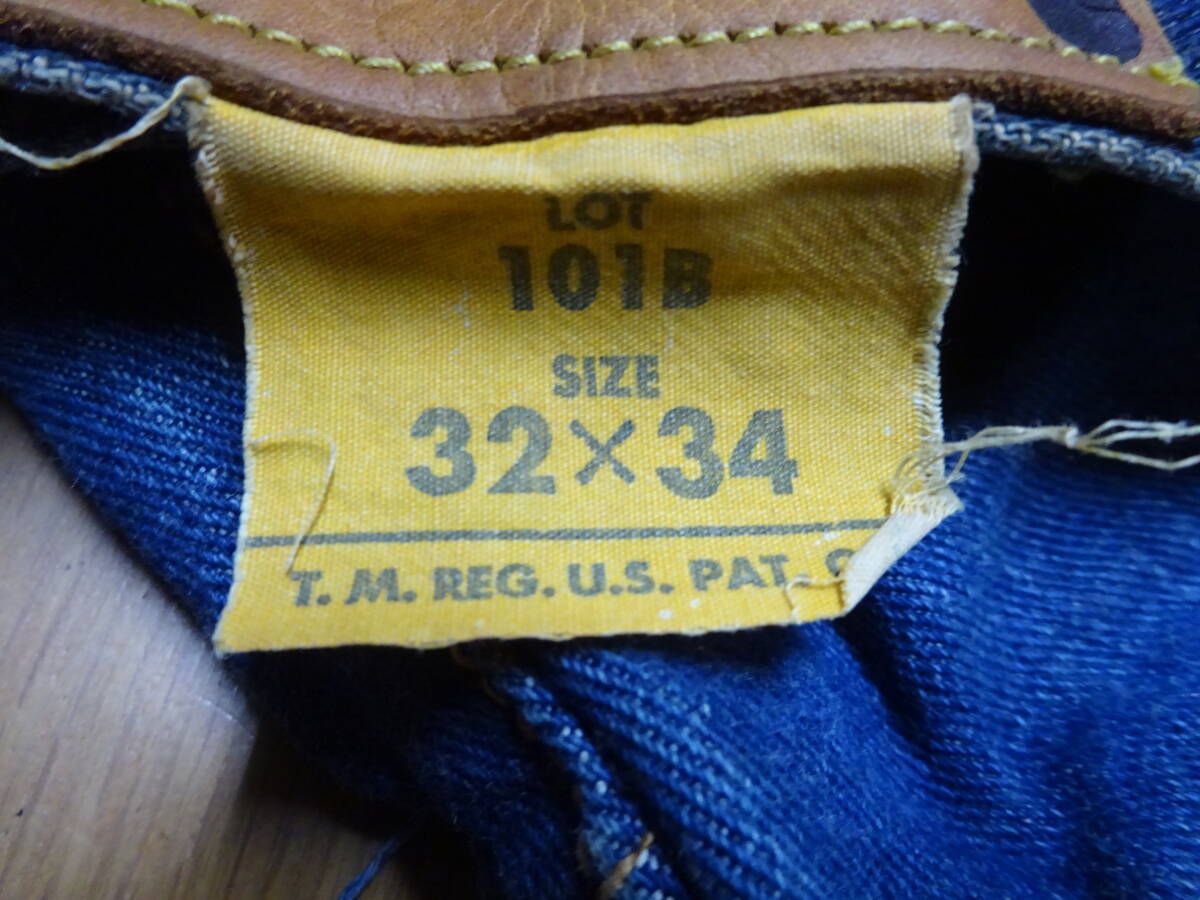 LOT
101B
SIZE
32×34
T. M. REG. U.S. PAT.